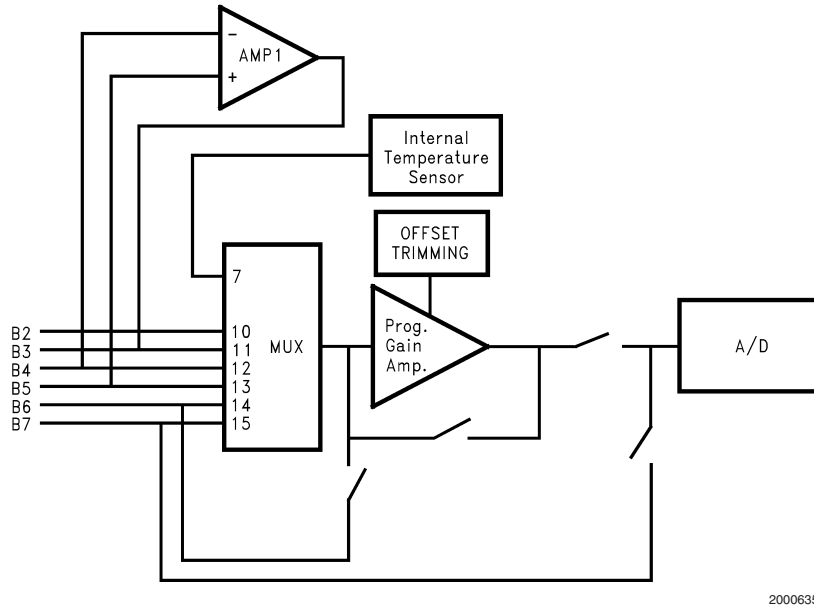 −
AMP1
+
Internal
Temperature
Sensor
OFFSET
TRIMMING
7
B2
B3
B4
B5
B6
B7
10
11
12
13
14
15
MUX
Prog.
Gain
Amp.
A/D
2000635